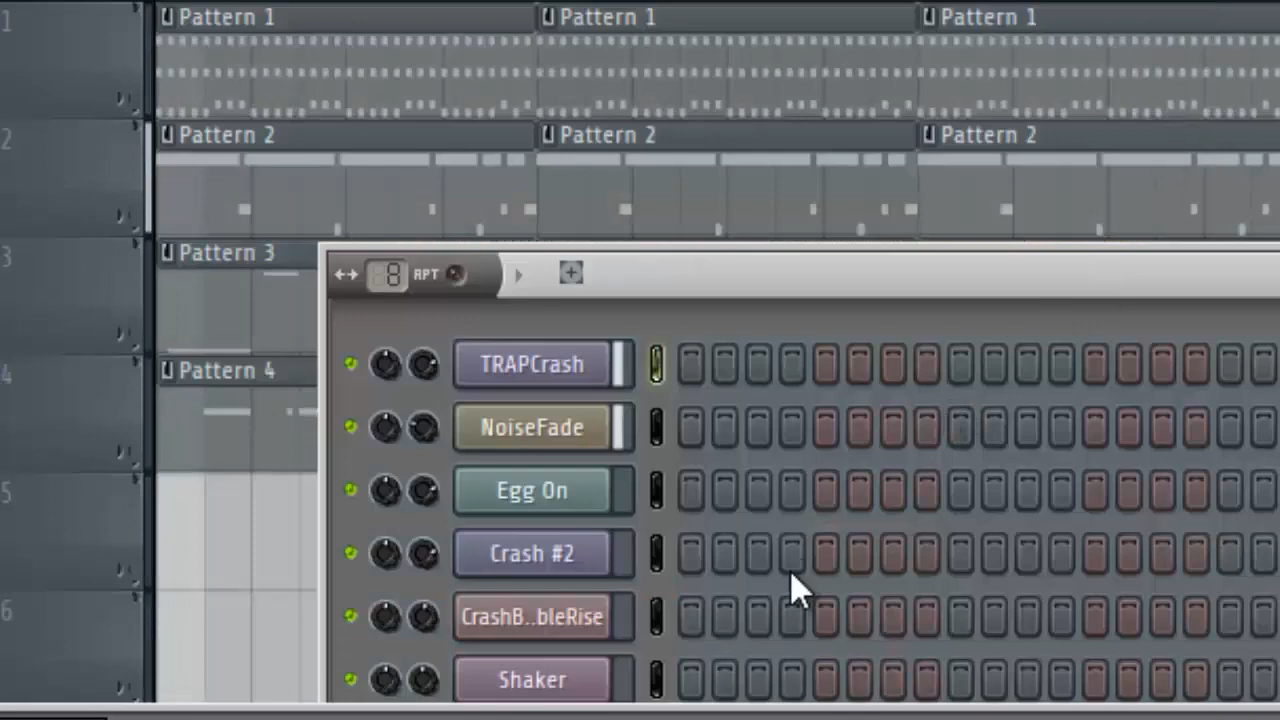 1 Pattern 1 Pattern 1 Pattern 1
2 Pattern 2 Pattern 2 Pattern 2
3 Pattern 3
8 RPT
4 Pattern 4
TRAPCrash
NoiseFade
5 Egg On
Crash #2
6 CrashB..bleRise
Shaker